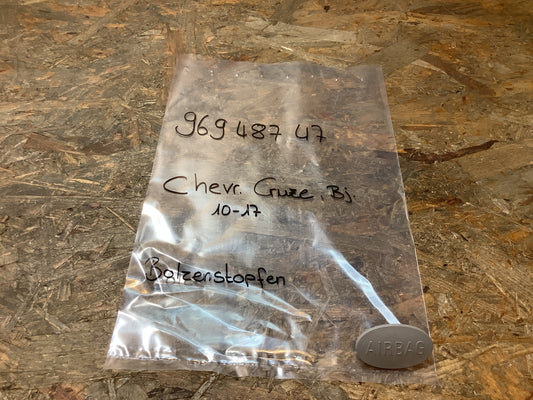 969 487 47
Chevr. Cruze, Bj.
10-17
Bolzenstopfen
AIRBAG